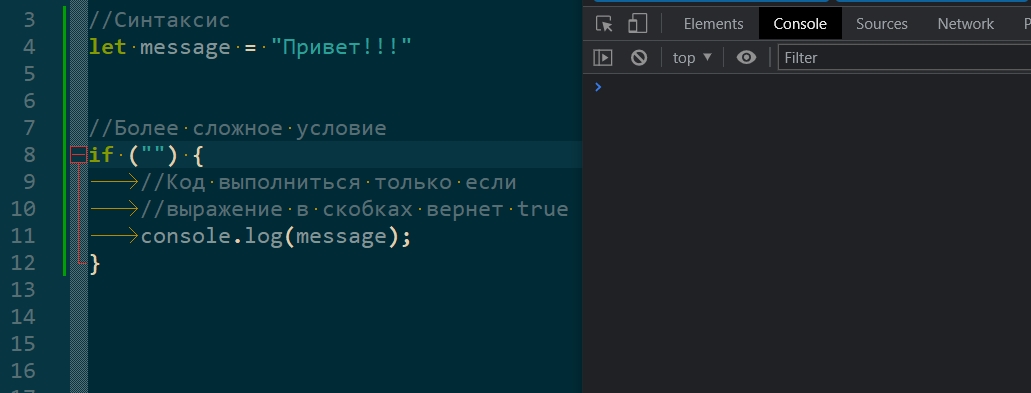 3 //Синтаксис
4 let message = "Привет!!!"
5
6
7 //Более сложное условие
8 if ("") {
9 //Код выполниться только если
10 //выражение в скобках вернет true
11 console.log(message);
12 }
13
14
15
16
Elements Console Sources Network
top Filter